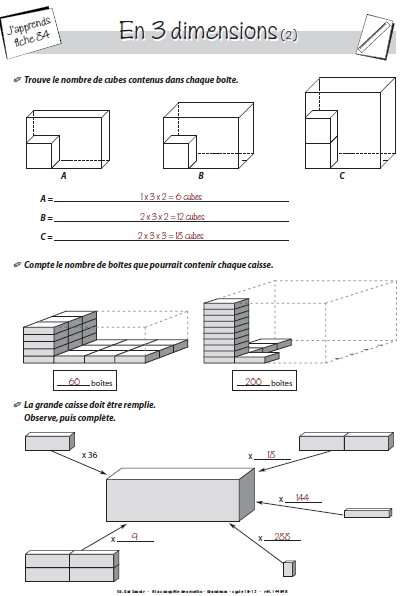 J'apprends
fiche 84
En 3 dimensions (2)
Trouve le nombre de cubes contenus dans chaque boîte.
A
B
C
A = 1 x 3 x 2 = 6 cubes
B = 2 x 3 x 2 = 12 cubes
C = 2 x 3 x 3 = 18 cubes
Compte le nombre de boîtes que pourrait contenir chaque caisse.
60 boîtes
200 boîtes
La grande caisse doit être remplie.
Observe, puis complète.
x 36
x 18
x 144
x 9
x 288